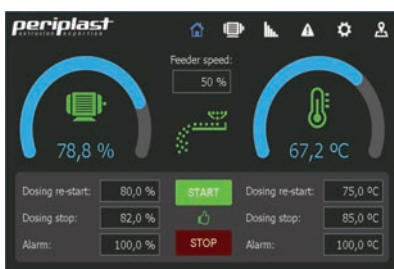 periplast
extrusion expertise
Feeder speed:
50 %
78,8 %
67,2 ºC
Dosing re-start: 80,0 % START Dosing re-start: 75,0 ºC
Dosing stop: 82,0 % Dosing stop: 85,0 ºC
Alarm: 100,0 % STOP Alarm: 100,0 ºC